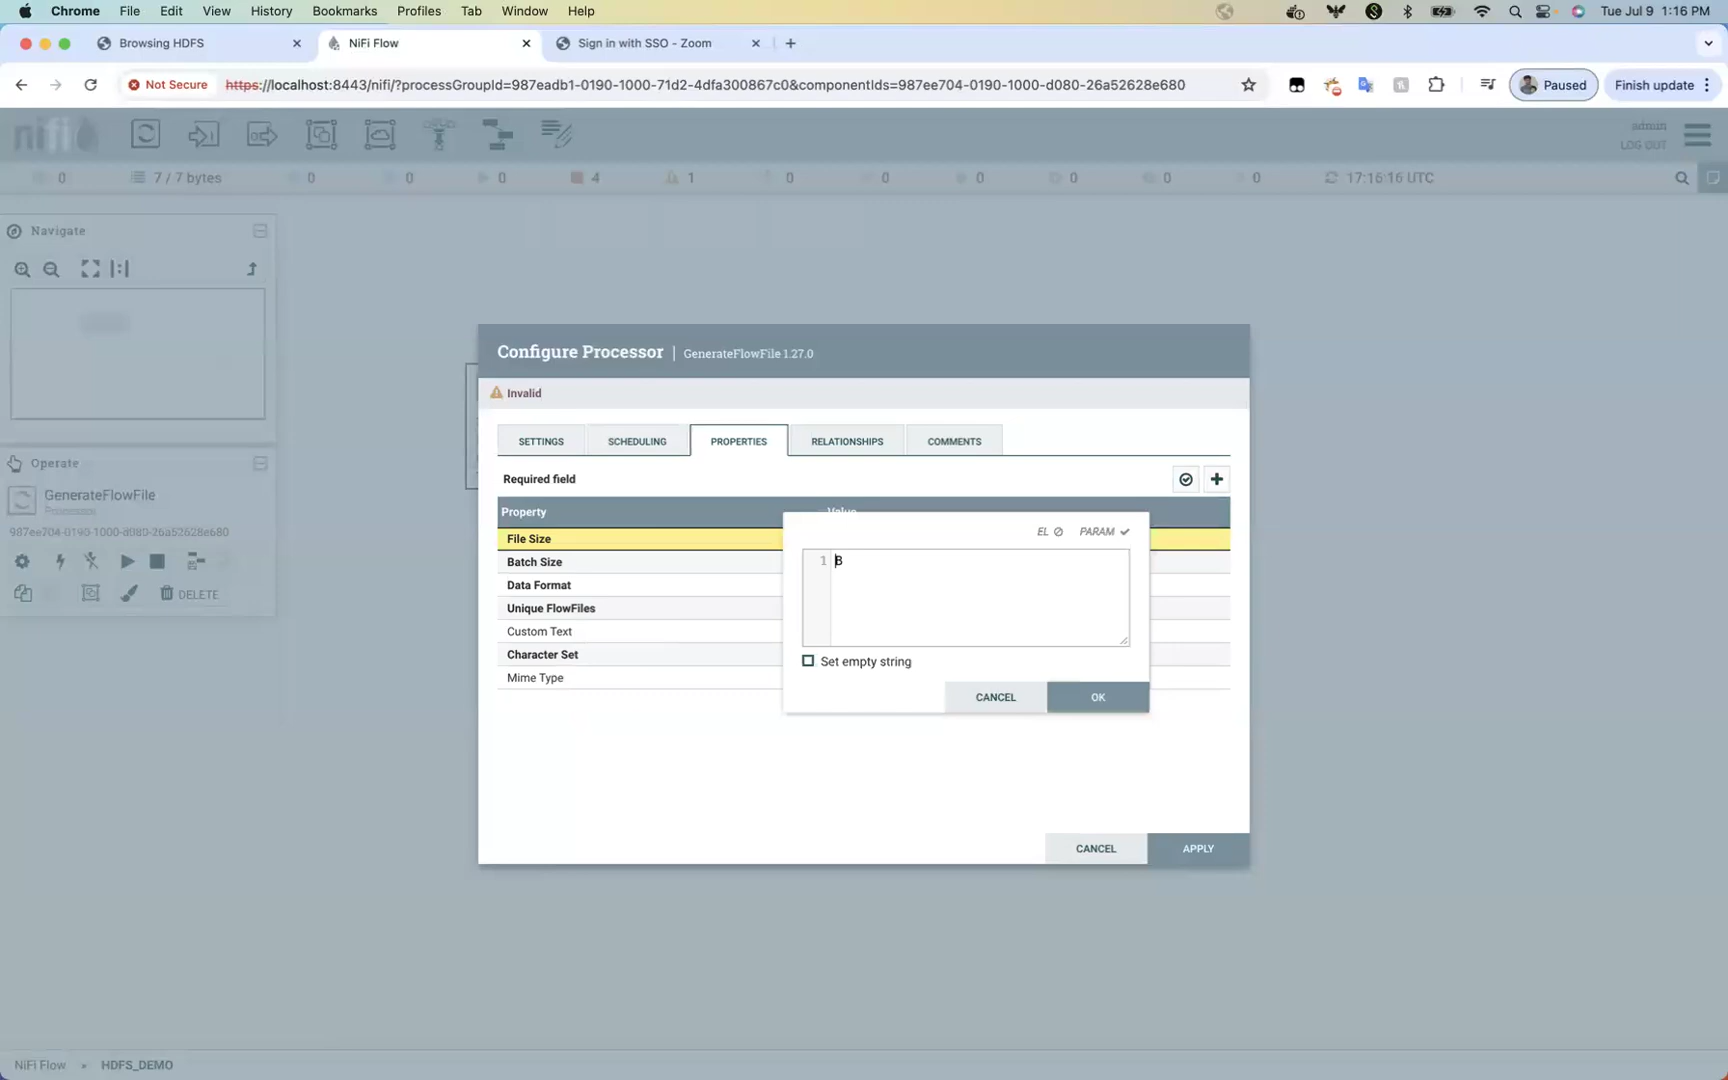 Chrome File Edit View History Bookmarks Profiles Tab Window Help Tue Jul 9 1:16 PM
Browsing HDFS NiFi Flow Sign in with SSO - Zoom
Not Secure https://localhost:8443/nifi/?processGroupId=987eadb1-0190-1000-71d2-4dfa300867c0&componentIds=987ee704-0190-1000-d080-26a52628e680 Paused Finish update
nifi admin
LOG OUT
0 7 / 7 bytes 0 0 0 4 1 0 0 0 0 0 0 17:16:16 UTC
Navigate
Operate
GenerateFlowFile
Processor
987ee704-0190-1000-d080-26a52628e680
DELETE
Configure Processor | GenerateFlowFile 1.27.0
Invalid
SETTINGS SCHEDULING PROPERTIES RELATIONSHIPS COMMENTS
Required field
Property Value
File Size
Batch Size
Data Format
Unique FlowFiles
Custom Text
Character Set
Mime Type
EL PARAM
1 B
Set empty string
CANCEL OK
CANCEL APPLY
NiFi Flow » HDFS_DEMO